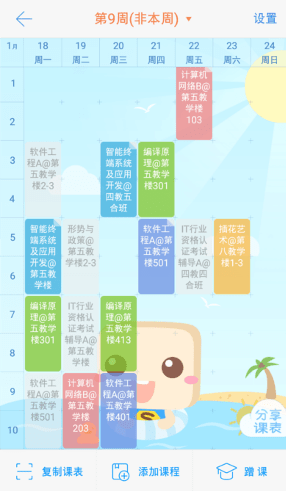 第9周(非本周)
设置
1月
18
19
20
21
22
23
24
周一
周二
周三
周四
周五
周六
周日
1
计算机
网络B@
第五教
学楼
103
2
3
软件工
程A@第
五教学
楼2-3
智能终
端系统
及应用
开发@
四教五
合班
编译原
理@第
五教学
楼301
4
5
智能终
端系统
及应用
开发@
第五教
学楼
形势与
政策@
第五教
学楼2-3
软件工
程A@第
五教学
楼501
IT行业
资格认
证考试
辅导A@
四教四
合班
插花艺
术@第
八教学
楼1-3
6
7
编译原
理@第
五教学
楼301
IT行业
资格认
证考试
辅导A@
第五教
学楼
编译原
理@第
五教学
楼413
8
9
软件工
程A@第
五教学
楼501
计算机
网络B@
第五教
学楼
203
软件工
程A@第
五教学
楼401
10
分享
课表
复制课表
添加课程
蹭 课